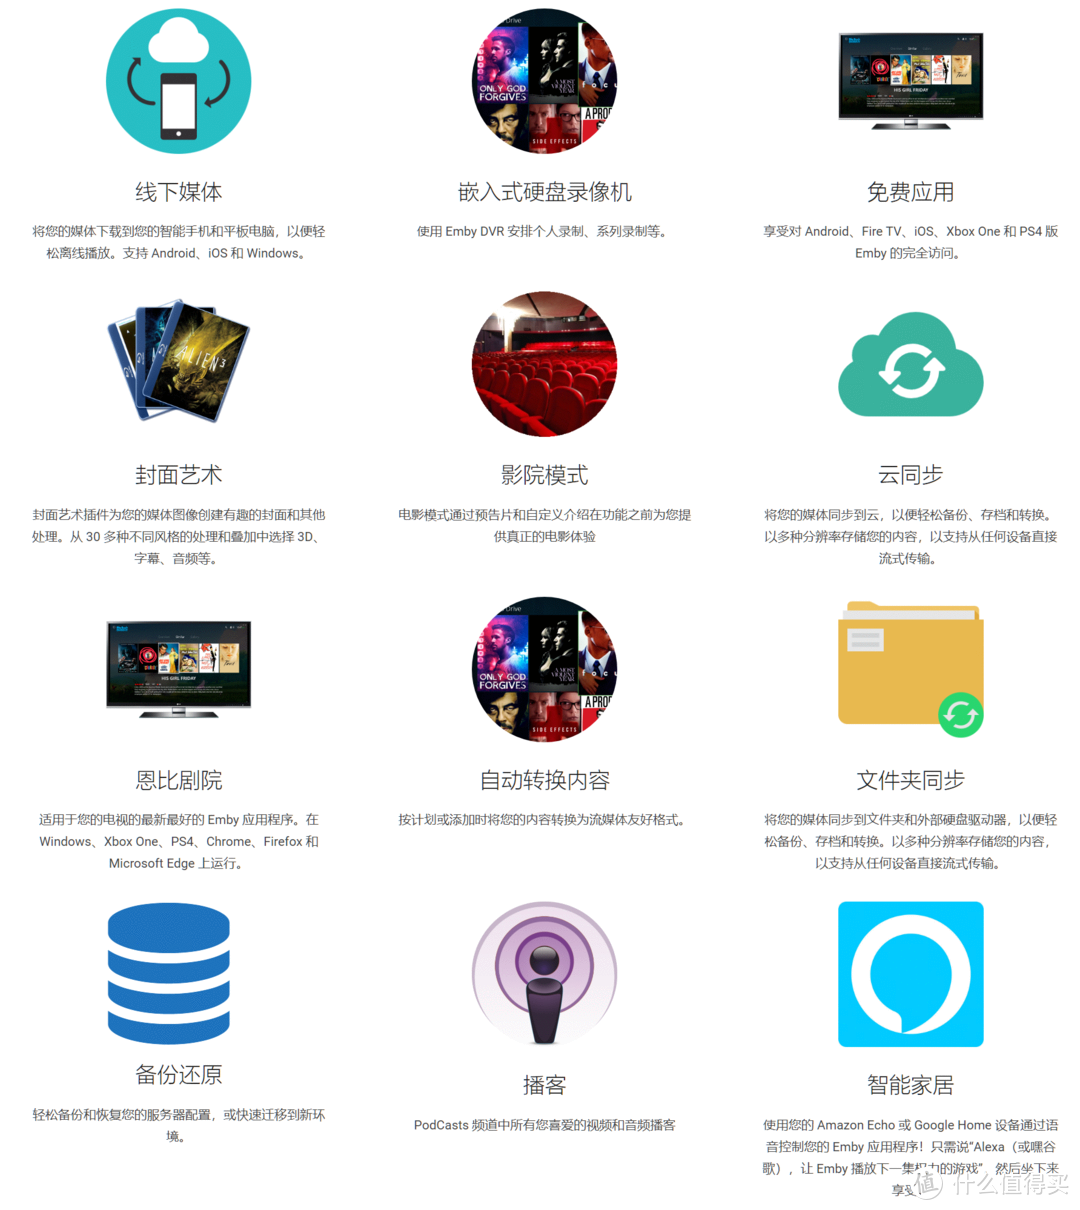 Drive
ONLY GOD
FORGIVES
A MOST
VIOLENT
YEAR
focu
SIDE EFFECTS
A PRO
HIS GIRL FRIDAY
线下媒体
将您的媒体下载到您的智能手机和平板电脑，以便轻
松离线播放。支持 Android、iOS 和 Windows。
嵌入式硬盘录像机
使用 Emby DVR 安排个人录制、系列录制等。
免费应用
享受对 Android、Fire TV、iOS、Xbox One 和 PS4 版
Emby 的完全访问。
ALIEN³
封面艺术
封面艺术插件为您的媒体图像创建有趣的封面和其他
处理。从 30 多种不同风格的处理和叠加中选择 3D、
字幕、音频等。
影院模式
电影模式通过预告片和自定义介绍在功能之前为您提
供真正的电影体验
云同步
将您的媒体同步到云，以便轻松备份、存档和转换。
以多种分辨率存储您的内容，以支持从任何设备直接
流式传输。
HIS GIRL FRIDAY
Drive
ONLY GOD
FORGIVES
A MOST
VIOLENT
YEAR
focu
SIDE EFFECTS
A PRO
恩比剧院
适用于您的电视的最新最好的 Emby 应用程序。在
Windows、Xbox One、PS4、Chrome、Firefox 和
Microsoft Edge 上运行。
自动转换内容
按计划或添加时将您的内容转换为流媒体友好格式。
文件夹同步
将您的媒体同步到文件夹和外部硬盘驱动器，以便轻
松备份、存档和转换。以多种分辨率存储您的内容，
以支持从任何设备直接流式传输。
备份还原
轻松备份和恢复您的服务器配置，或快速迁移到新环
境。
播客
PodCasts 频道中所有您喜爱的视频和音频播客
智能家居
使用您的 Amazon Echo 或 Google Home 设备通过语
音控制您的 Emby 应用程序！只需说“Alexa（或嘿谷
歌），让 Emby 播放下一集权力的游戏”，然后坐下来
享受！
值 什么值得买